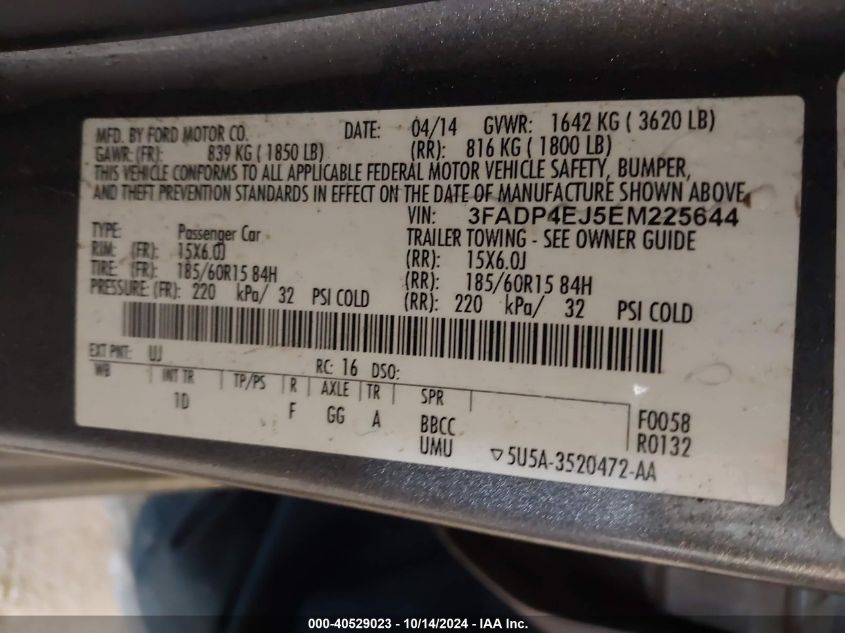 MFD. BY FORD MOTOR CO. DATE: 04/14 GVWR: 1642 KG ( 3620 LB)
GAWR: (FR): 839 KG ( 1850 LB) (RR): 816 KG ( 1800 LB)
THIS VEHICLE CONFORMS TO ALL APPLICABLE FEDERAL MOTOR VEHICLE SAFETY, BUMPER,
AND THEFT PREVENTION STANDARDS IN EFFECT ON THE DATE OF MANUFACTURE SHOWN ABOVE.
VIN: 3FADP4EJ5EM225644
TYPE: Passenger Car TRAILER TOWING - SEE OWNER GUIDE
RIM: (FR): 15X6.0J (RR): 15X6.0J
TIRE: (FR): 185/60R15 84H (RR): 185/60R15 84H
PRESSURE: (FR): 220 kPa/ 32 PSI COLD (RR): 220 kPa/ 32 PSI COLD
EXT PNT: UJ RC: 16 DSO:
WB INT TR TP/PS R AXLE TR SPR
1D F GG A BBCC F0058
UMU R0132
▽5U5A-3520472-AA
000-40529023 - 10/14/2024 - IAA Inc.